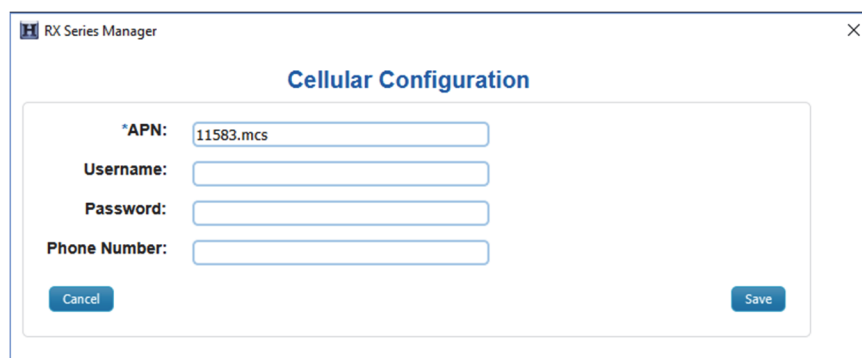 H RX Series Manager
Cellular Configuration
*APN: 11583.mcs
Username:
Password:
Phone Number:
Cancel Save